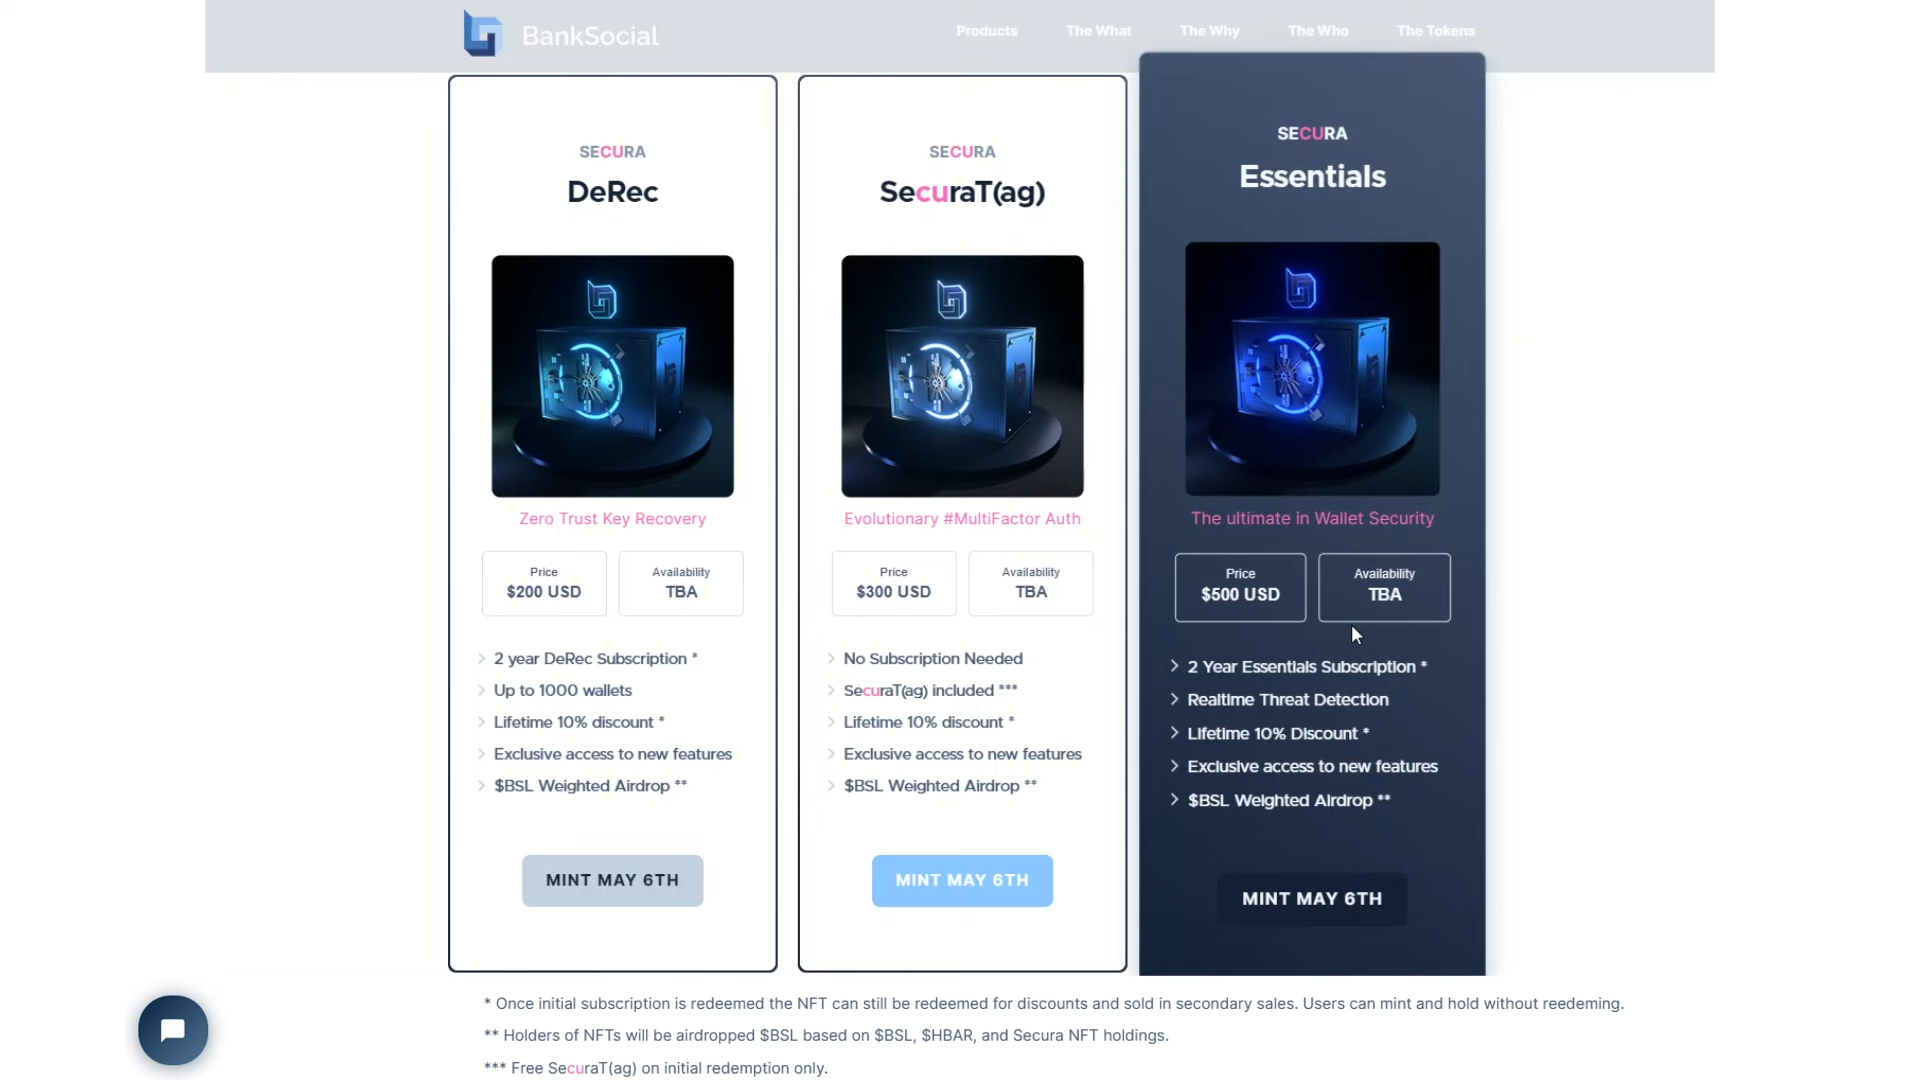 BankSocial
Products The What The Why The Who The Tokens
SECURA
DeRec
Zero Trust Key Recovery
Price
$200 USD
Availability
TBA
2 year DeRec Subscription *
Up to 1000 wallets
Lifetime 10% discount *
Exclusive access to new features
$BSL Weighted Airdrop **
MINT MAY 6TH
SECURA
SecuraT(ag)
Evolutionary #MultiFactor Auth
Price
$300 USD
Availability
TBA
No Subscription Needed
SecuraT(ag) included ***
Lifetime 10% discount *
Exclusive access to new features
$BSL Weighted Airdrop **
MINT MAY 6TH
SECURA
Essentials
The ultimate in Wallet Security
Price
$500 USD
Availability
TBA
2 Year Essentials Subscription *
Realtime Threat Detection
Lifetime 10% Discount *
Exclusive access to new features
$BSL Weighted Airdrop **
MINT MAY 6TH
* Once initial subscription is redeemed the NFT can still be redeemed for discounts and sold in secondary sales. Users can mint and hold without reedeming.
** Holders of NFTs will be airdropped $BSL based on $BSL, $HBAR, and Secura NFT holdings.
*** Free SecuraT(ag) on initial redemption only.